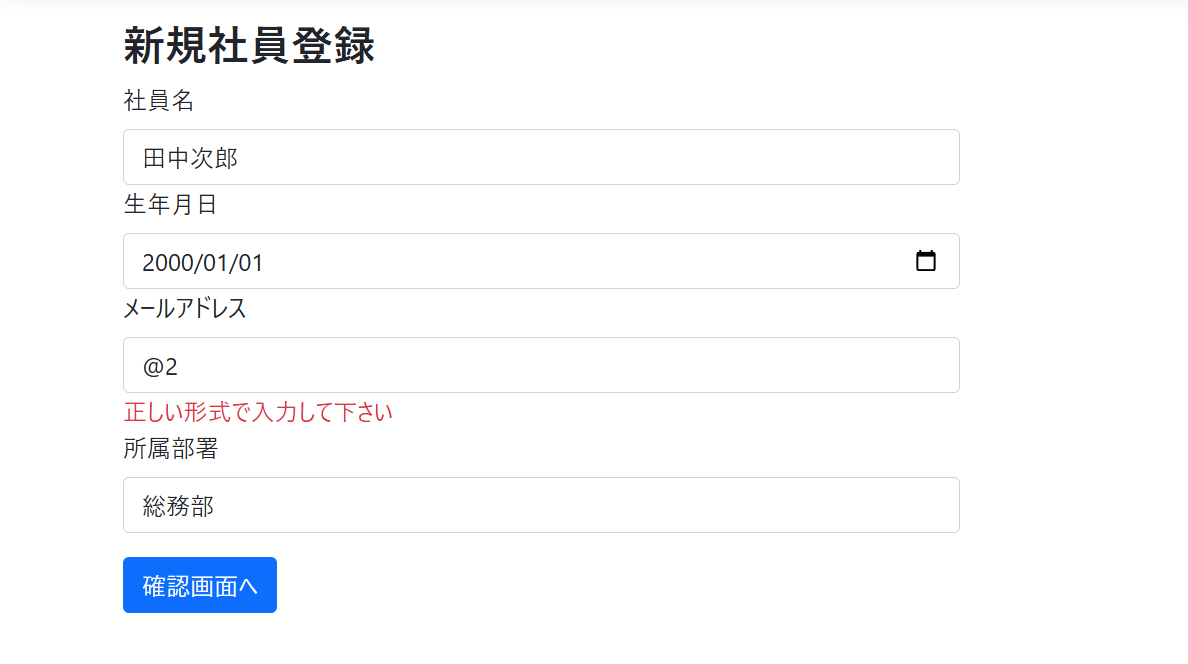 新規社員登録
社員名
田中次郎
生年月日
2000/01/01
メールアドレス
@2
正しい形式で入力して下さい
所属部署
総務部
確認画面へ